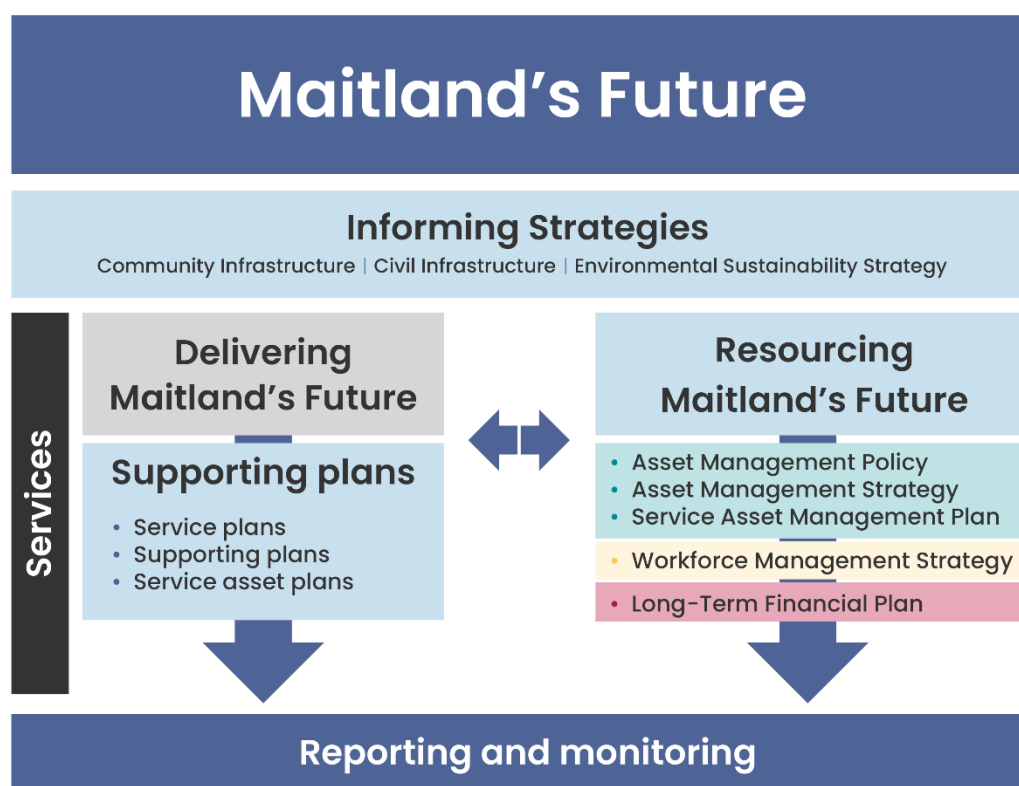 Maitland's Future
Informing Strategies
Community Infrastructure | Civil Infrastructure | Environmental Sustainability Strategy
Services
Delivering
Maitland's Future
Supporting plans
• Service plans
• Supporting plans
• Service asset plans
Resourcing
Maitland's Future
• Asset Management Policy
• Asset Management Strategy
• Service Asset Management Plan
• Workforce Management Strategy
• Long-Term Financial Plan
Reporting and monitoring